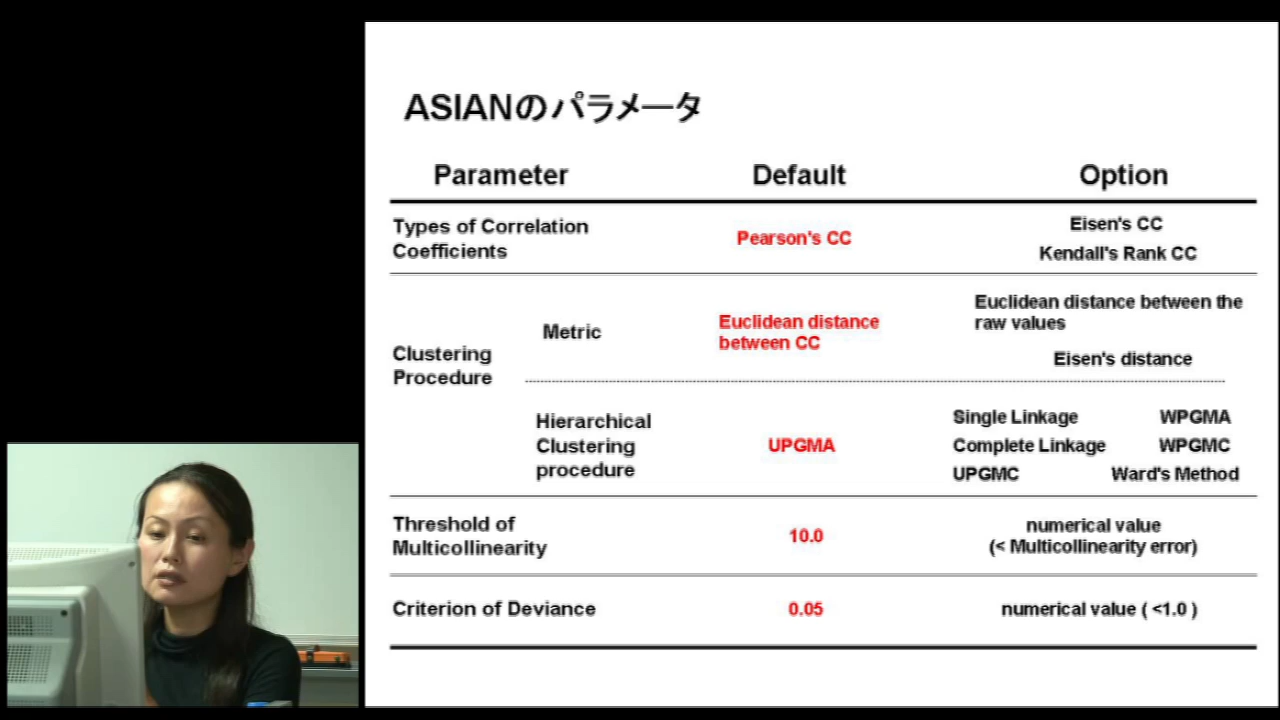 ASIANのパラメータ
Parameter Default Option
Types of Correlation
Coefficients
Pearson's CC
Eisen's CC
Kendall's Rank CC
Clustering
Procedure
Metric
Euclidean distance
between CC
Euclidean distance between the
raw values
Eisen's distance
Hierarchical
Clustering
procedure
UPGMA
Single Linkage WPGMA
Complete Linkage WPGMC
UPGMC Ward's Method
Threshold of
Multicollinearity
10.0
numerical value
(< Multicollinearity error)
Criterion of Deviance 0.05 numerical value ( <1.0 )